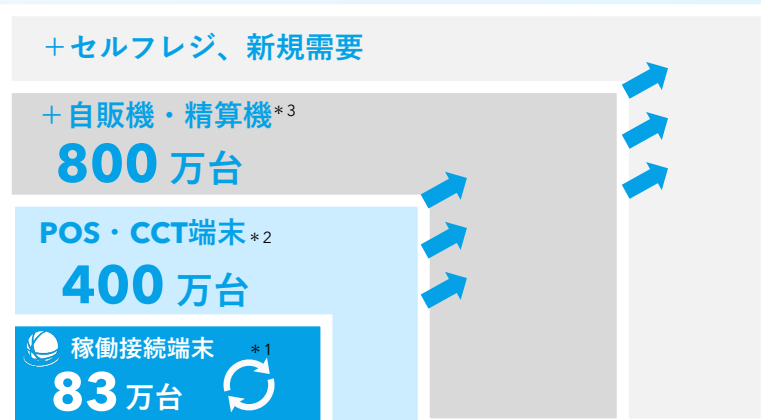 ＋セルフレジ、新規需要
＋自販機・精算機＊3
800 万台
POS・CCT端末＊2
400 万台
稼働接続端末 ＊1
83 万台